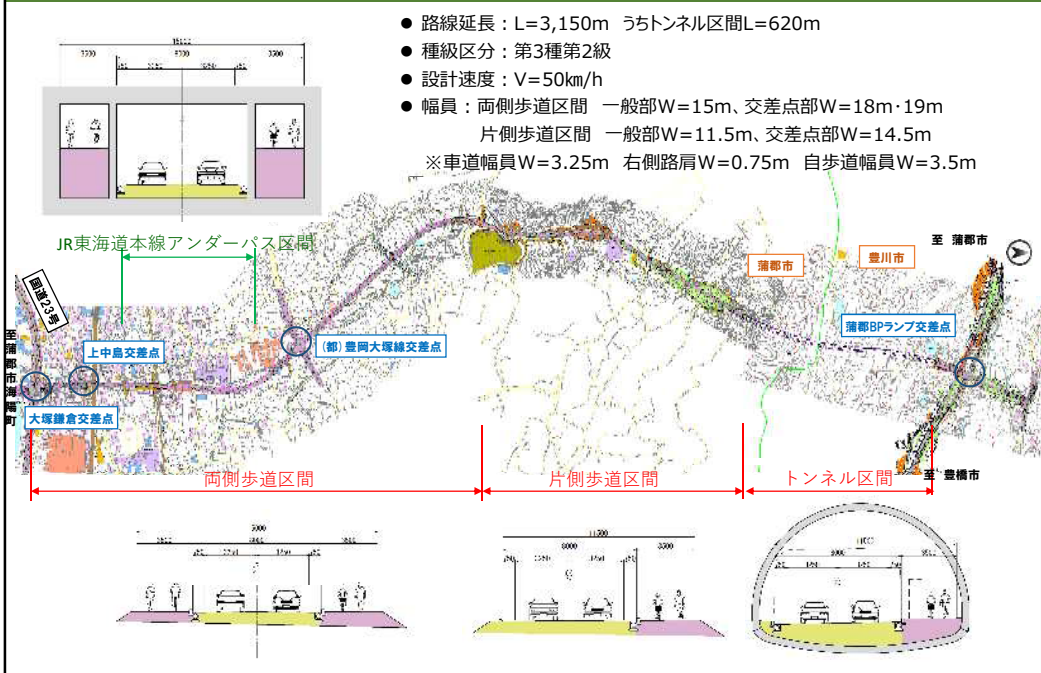 ● 路線延長：L=3,150m うちトンネル区間L=620m
● 種級区分：第3種第2級
● 設計速度：V=50㎞/h
● 幅員：両側歩道区間 一般部W=15m、交差点部W=18m・19m
片側歩道区間 一般部W=11.5m、交差点部W=14.5m
※車道幅員W=3.25m 右側路肩W=0.75m 自歩道幅員W=3.5m
JR東海道本線アンダーパス区間
国道23号
至蒲郡市海陽町
上中島交差点
大塚鎌倉交差点
(都)豊岡大塚線交差点
蒲郡市
豊川市
至 蒲郡市
蒲郡BPランプ交差点
至 豊橋市
両側歩道区間
片側歩道区間
トンネル区間
8000
3500
11500
8000
3500